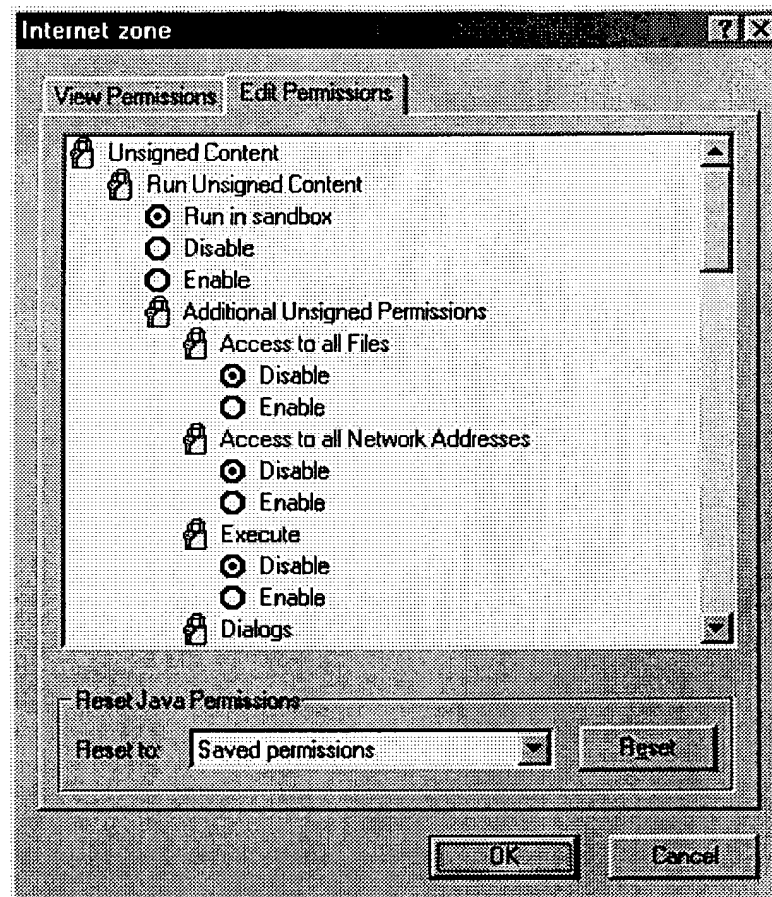 Internet zone
View Permissions Edit Permissions
Unsigned Content
Run Unsigned Content
Run in sandbox
Disable
Enable
Additional Unsigned Permissions
Access to all Files
Disable
Enable
Access to all Network Addresses
Disable
Enable
Execute
Disable
Enable
Dialogs
Reset Java Permissions
Reset to: Saved permissions Reset
OK Cancel